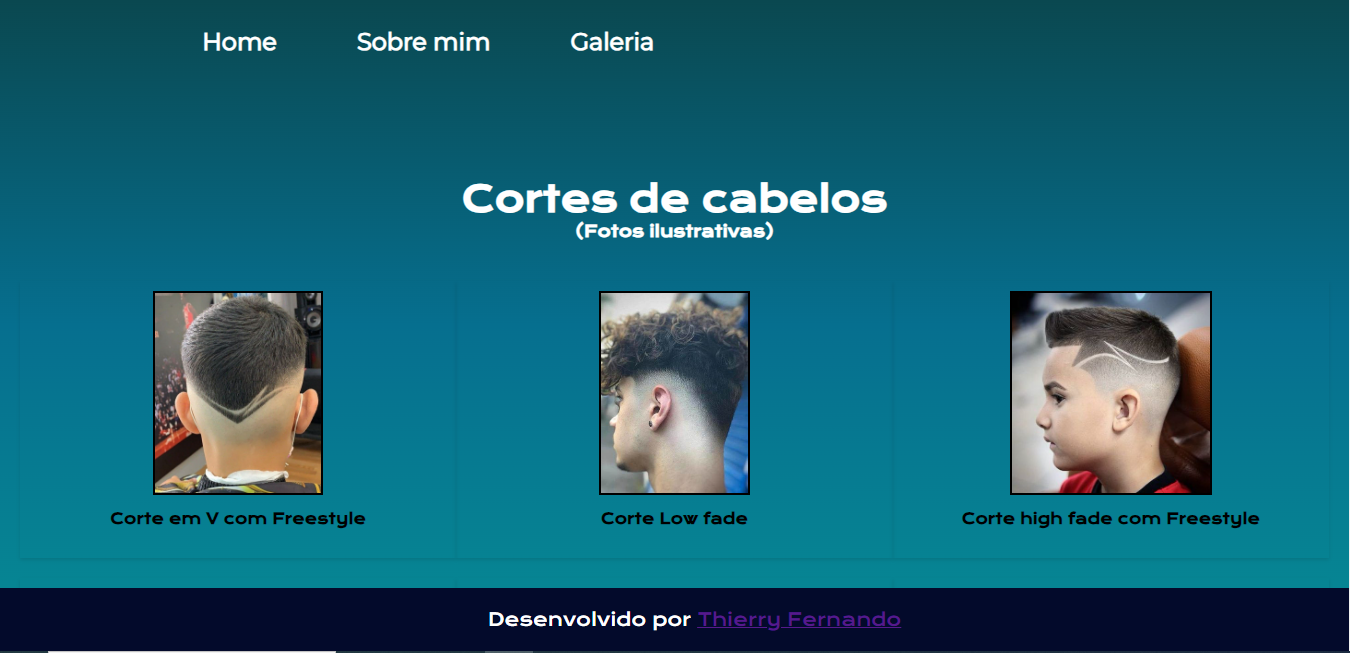 Home Sobre mim Galeria
Cortes de cabelos
(Fotos ilustrativas)
Corte em V com Freestyle
Corte Low fade
Corte high fade com Freestyle
Desenvolvido por Thierry Fernando